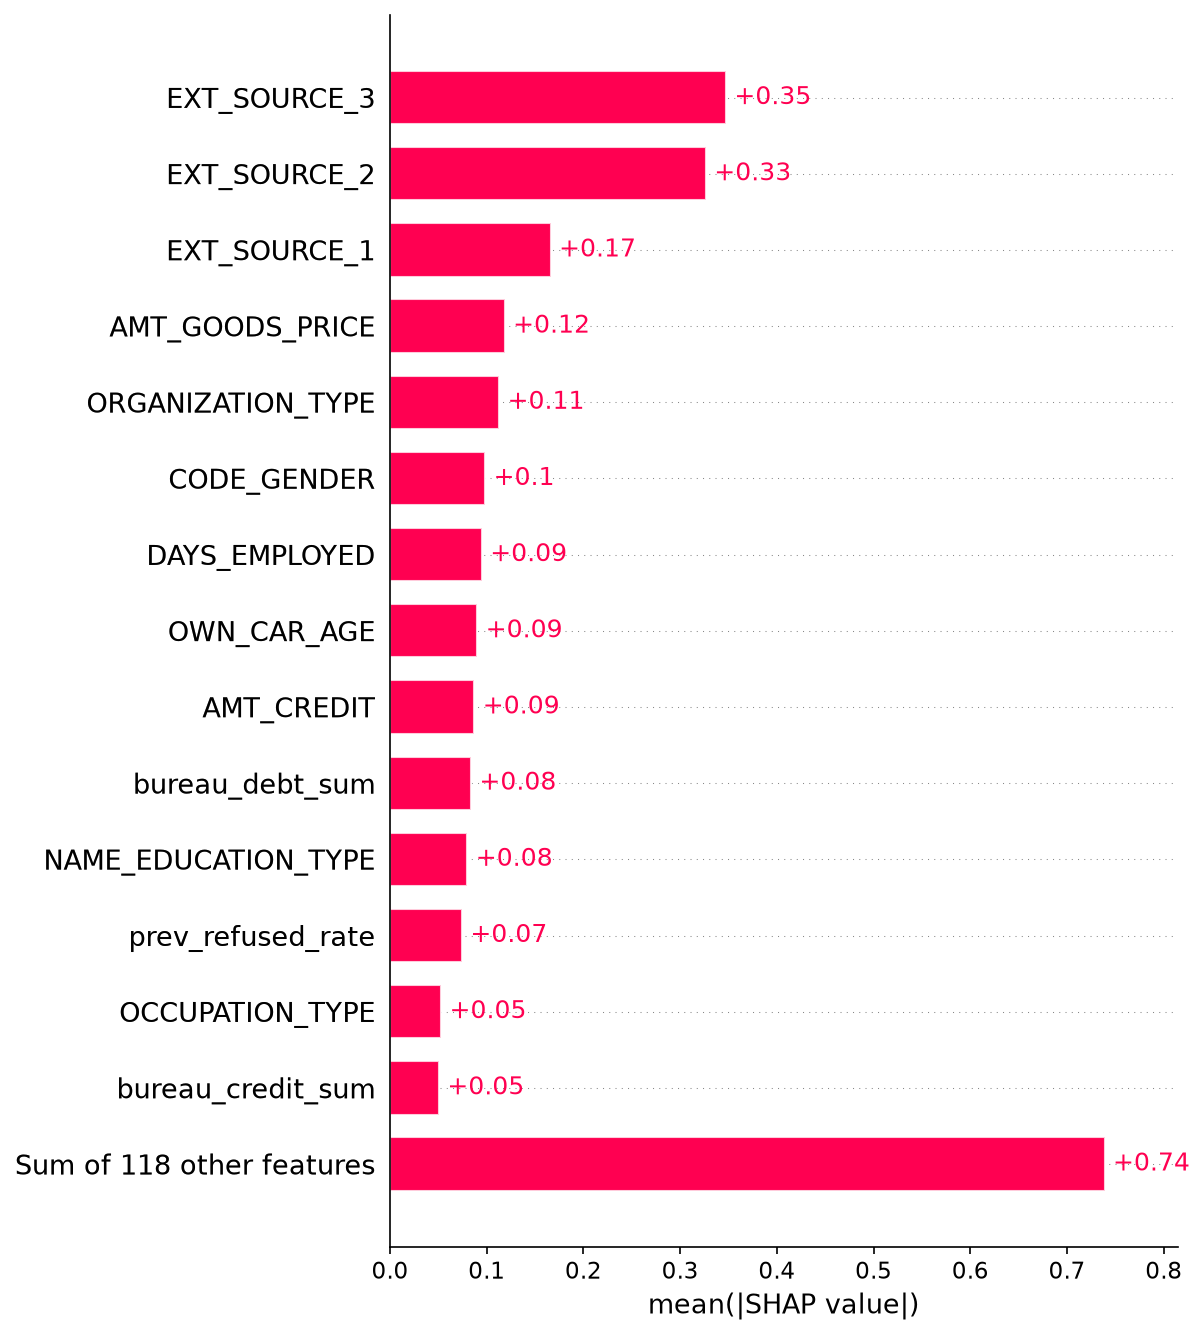 EXT_SOURCE_3 +0.35
EXT_SOURCE_2 +0.33
EXT_SOURCE_1 +0.17
AMT_GOODS_PRICE +0.12
ORGANIZATION_TYPE +0.11
CODE_GENDER +0.1
DAYS_EMPLOYED +0.09
OWN_CAR_AGE +0.09
AMT_CREDIT +0.09
bureau_debt_sum +0.08
NAME_EDUCATION_TYPE +0.08
prev_refused_rate +0.07
OCCUPATION_TYPE +0.05
bureau_credit_sum +0.05
Sum of 118 other features +0.74
0.0 0.1 0.2 0.3 0.4 0.5 0.6 0.7 0.8
mean(|SHAP value|)